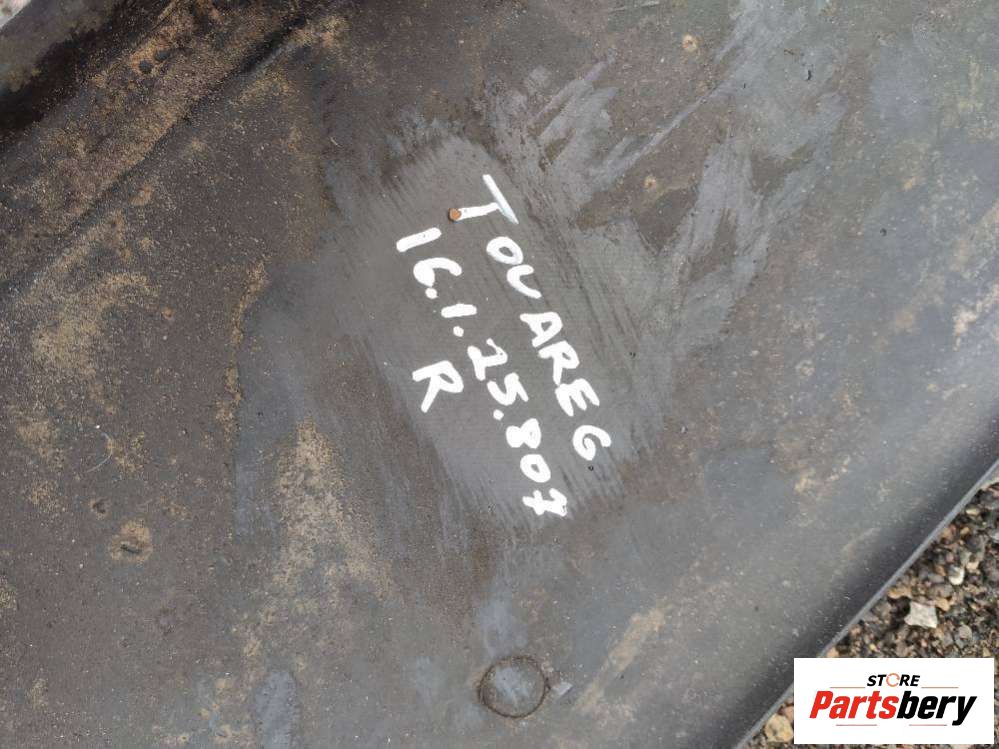 TOUAREG
16.1.25.807
R
STORE
Partsbery